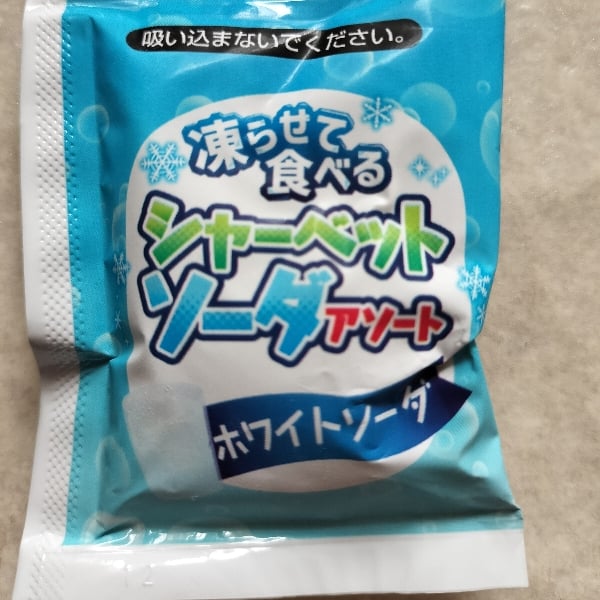 吸い込まないでください。
凍らせて
食べる
シャーベット
ソーダアソート
ホワイトソーダ